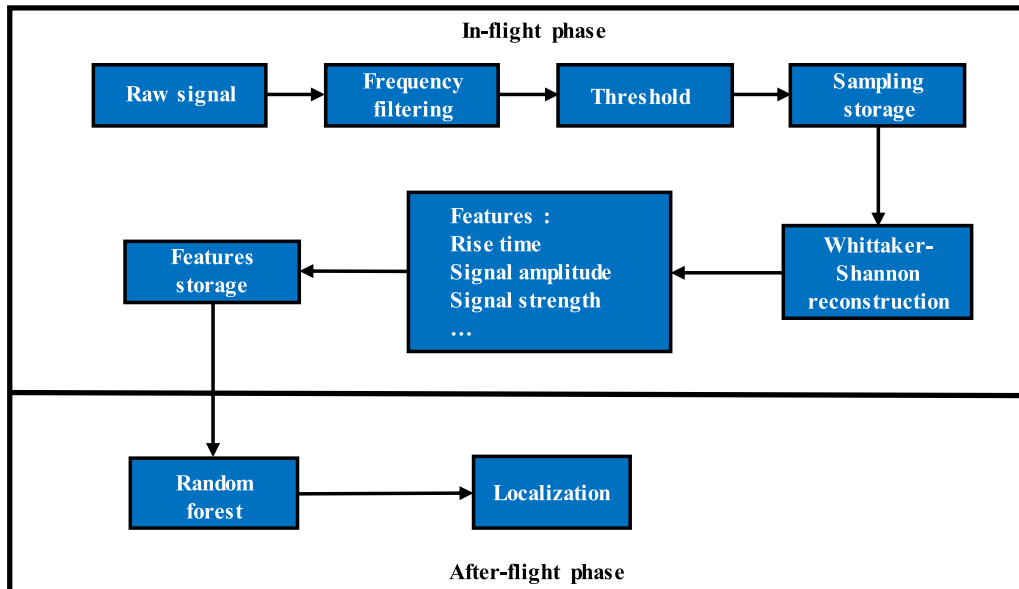 In-flight phase
Raw signal
Frequency
filtering
Threshold
Sampling
storage
Whittaker-
Shannon
reconstruction
Features :
Rise time
Signal amplitude
Signal strength
…
Features
storage
Random
forest
Localization
After-flight phase